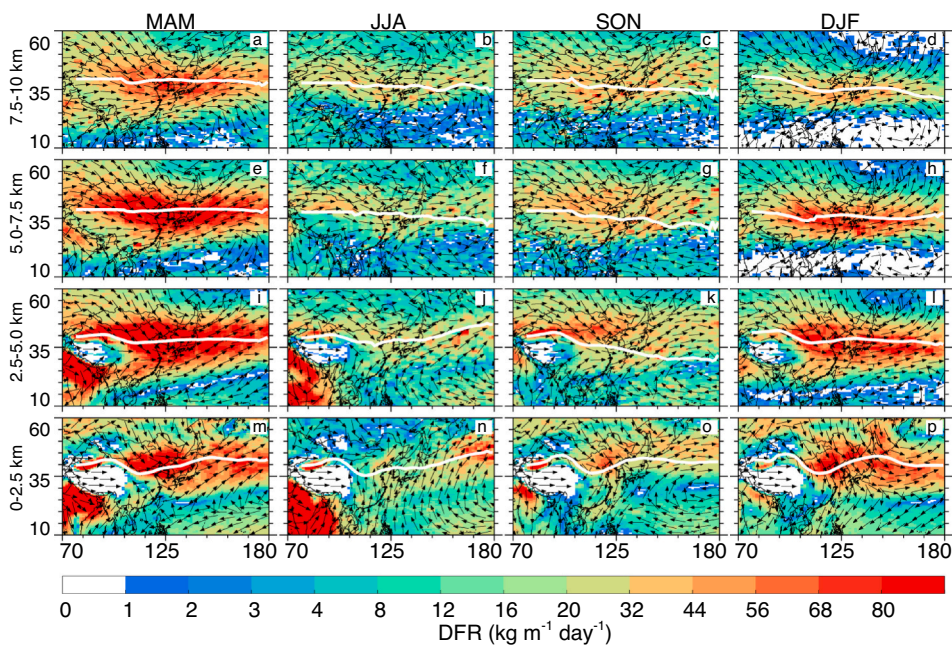 MAM JJA SON DJF
7.5-10 km 60 35 10 a b c d
5.0-7.5 km 60 35 10 e f g h
2.5-5.0 km 60 35 10 i j k l
0-2.5 km 60 35 10 m n o p
70 125 180 70 125 180 70 125 180 70 125 180
0 1 2 3 4 8 12 16 20 32 44 56 68 80
DFR (kg m⁻¹ day⁻¹)